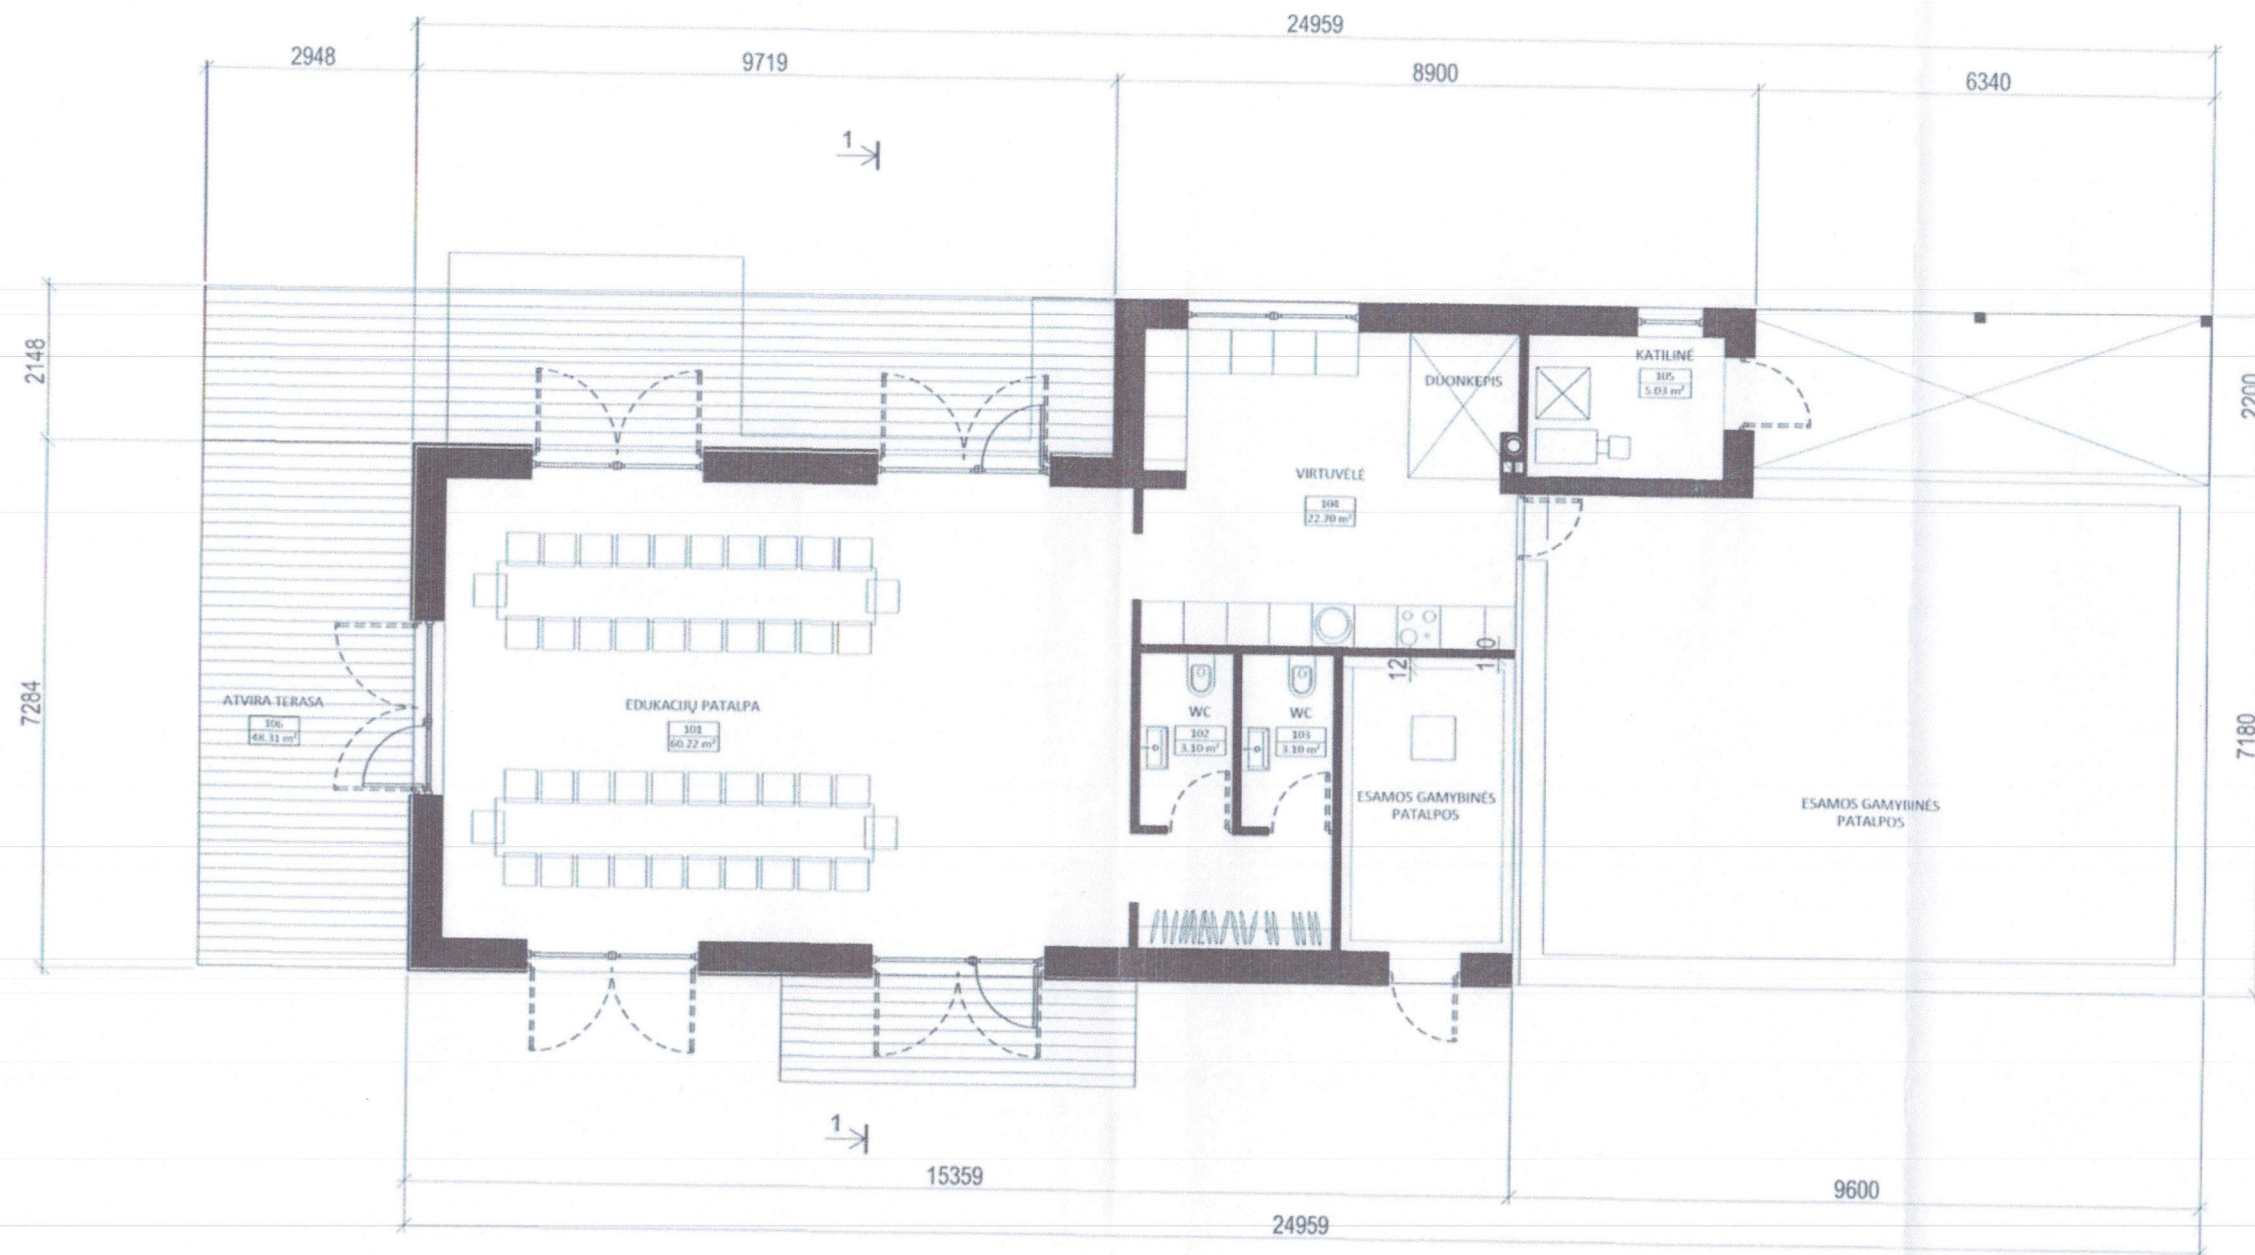 24959
2948
9719
8900
6340
1
2148
2200
KATILINĖ
105
5.03 m²
DUONKEPIS
VIRTUVĖLĖ
104
22.70 m²
7284
ATVIRA TERASA
106
48.31 m²
EDUKACIJŲ PATALPA
101
60.22 m²
WC
102
3.10 m²
WC
103
3.10 m²
12
ESAMOS GAMYBINĖS
PATALPOS
ESAMOS GAMYBINĖS
PATALPOS
7180
1
15359
9600
24959